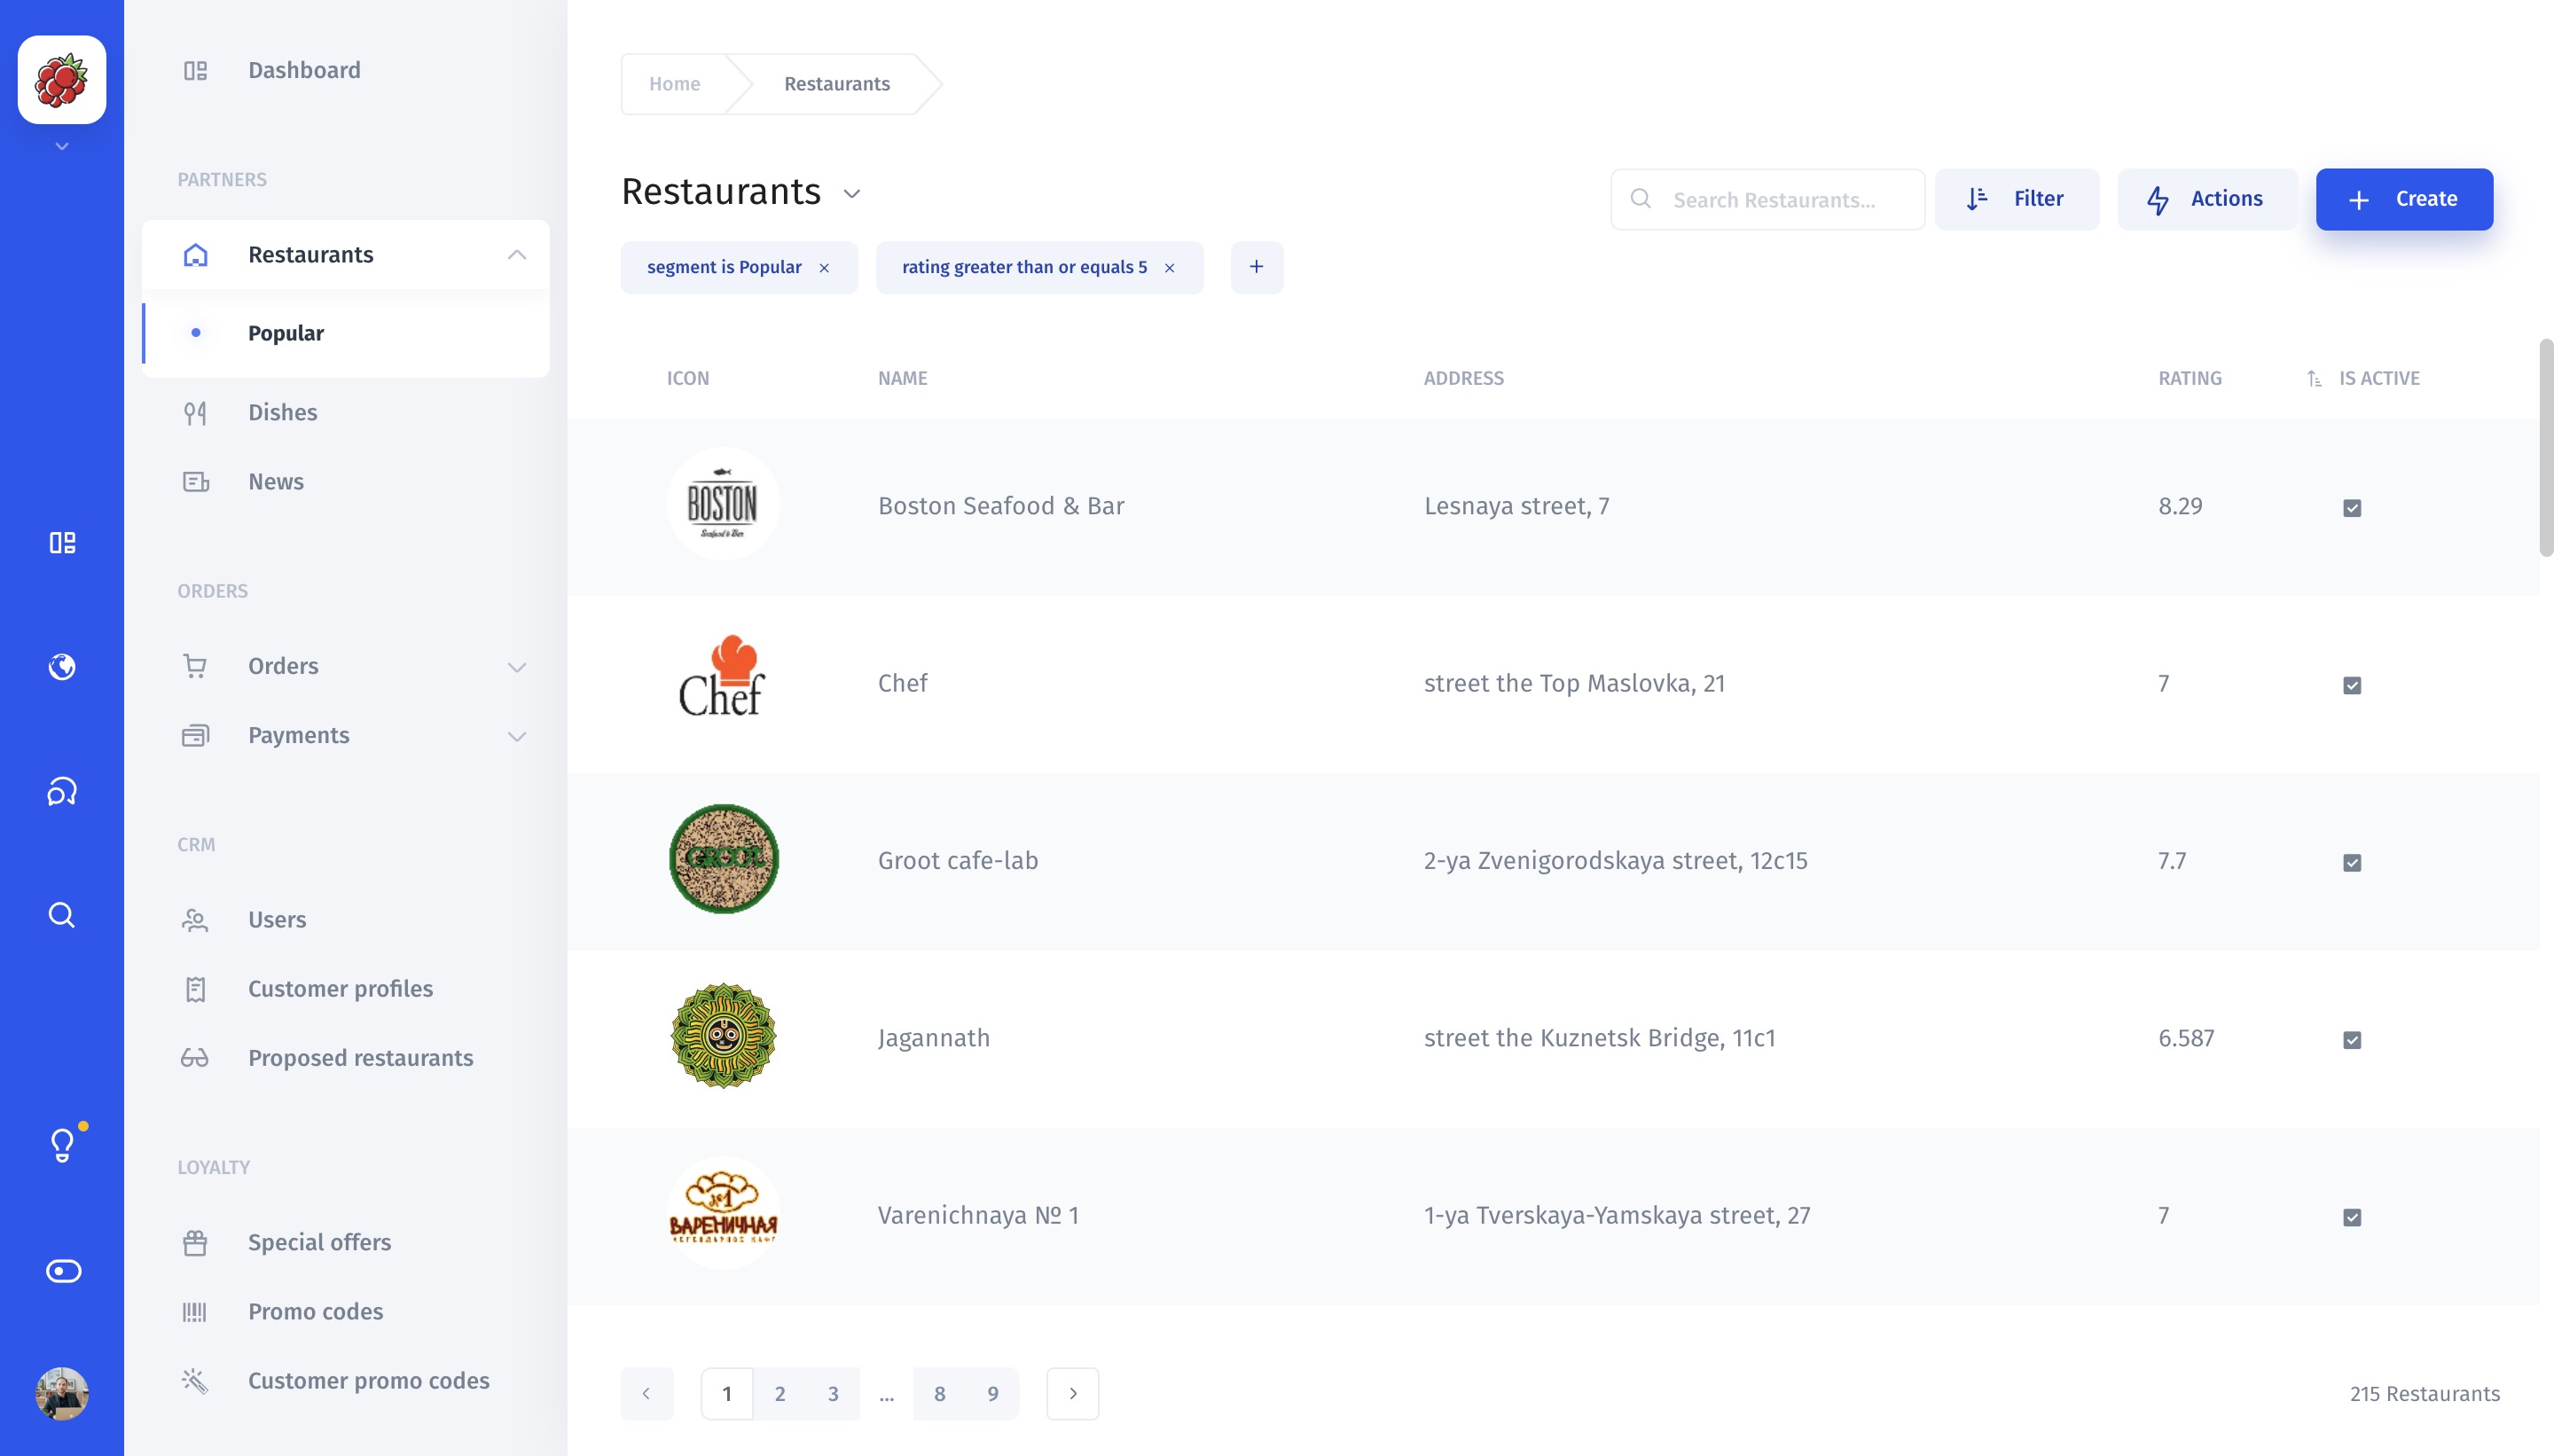 Dashboard
PARTNERS
Restaurants
Popular
Dishes
News
ORDERS
Orders
Payments
CRM
Users
Customer profiles
Proposed restaurants
LOYALTY
Special offers
Promo codes
Customer promo codes
Home
Restaurants
Restaurants
Search Restaurants...
Filter
Actions
+ Create
segment is Popular ×
rating greater than or equals 5 ×
+
ICON NAME ADDRESS RATING IS ACTIVE
BOSTON
Seafood & Bar
Boston Seafood & Bar Lesnaya street, 7 8.29
Chef
Chef street the Top Maslovka, 21 7
GROOT
Groot cafe-lab 2-ya Zvenigorodskaya street, 12c15 7.7
Jagannath street the Kuznetsk Bridge, 11c1 6.587
№1
ВАРЕНИЧНАЯ
Varenichnaya № 1 1-ya Tverskaya-Yamskaya street, 27 7
‹ 1 2 3 ... 8 9 ›
215 Restaurants